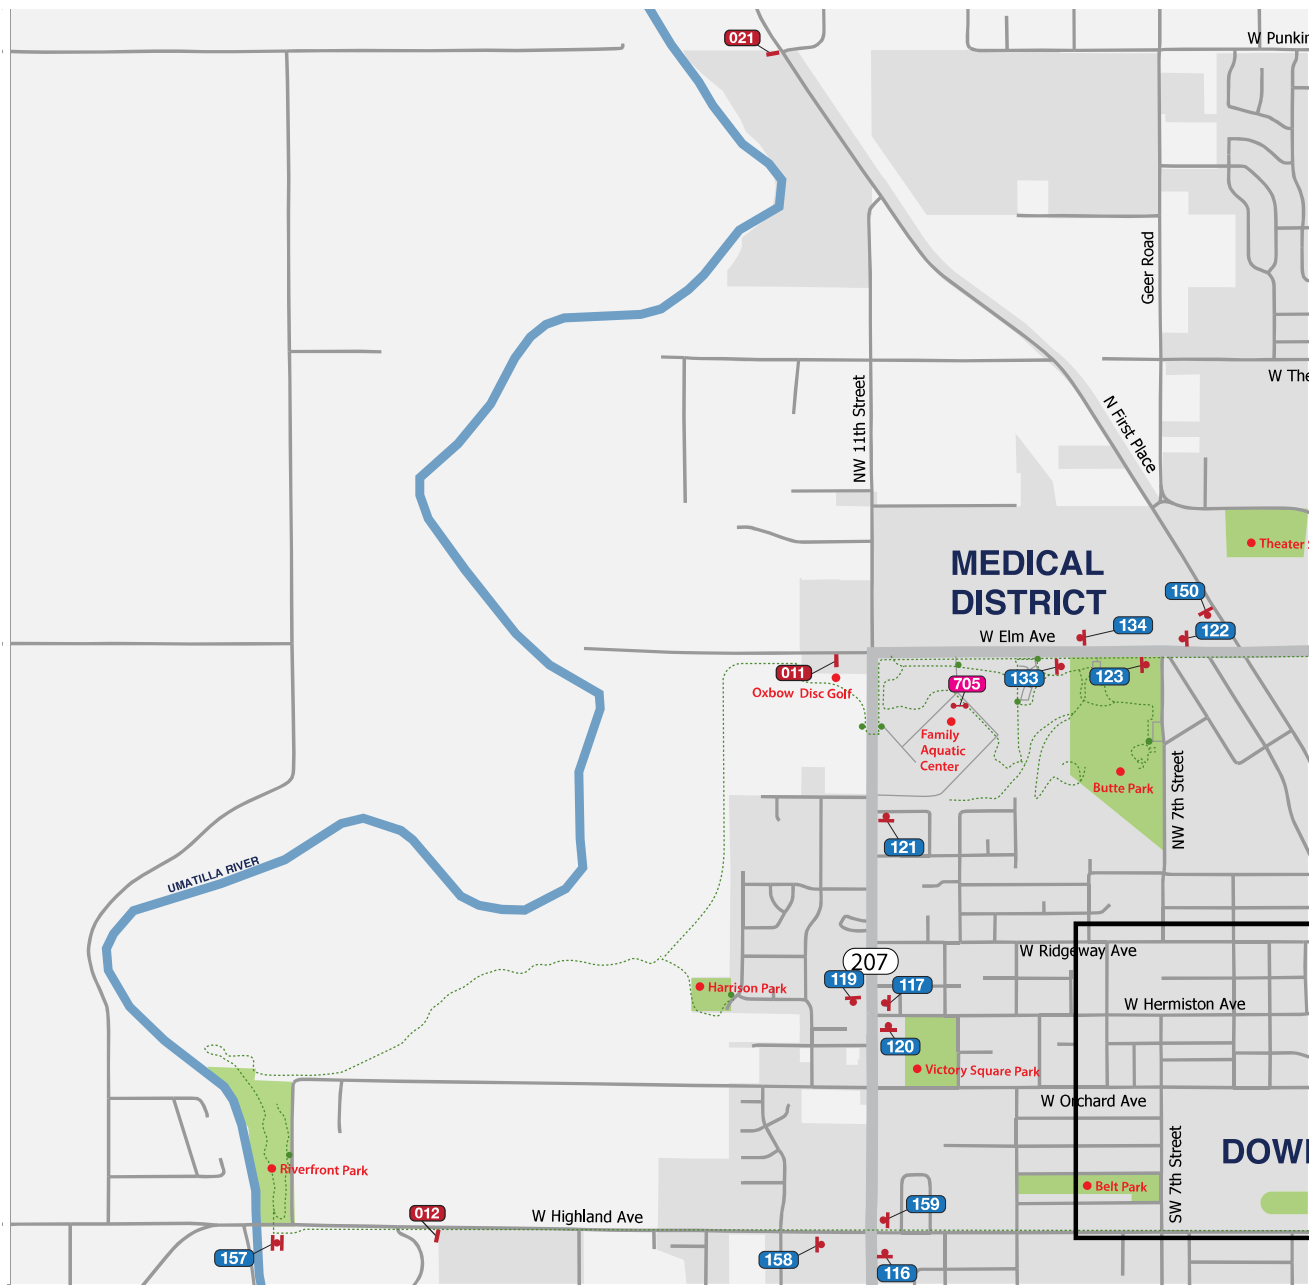 021
W Punkin
Geer Road
NW 11th Street
W The
N First Place
Theater S
MEDICAL
DISTRICT
150
134
122
W Elm Ave
011
Oxbow Disc Golf
705
133
123
Family
Aquatic
Center
Butte Park
NW 7th Street
121
UMATILLA RIVER
207
W Ridgeway Ave
119
117
Harrison Park
W Hermiston Ave
120
Victory Square Park
W Orchard Ave
SW 7th Street
DOW
Riverfront Park
Belt Park
012
W Highland Ave
159
157
158
116